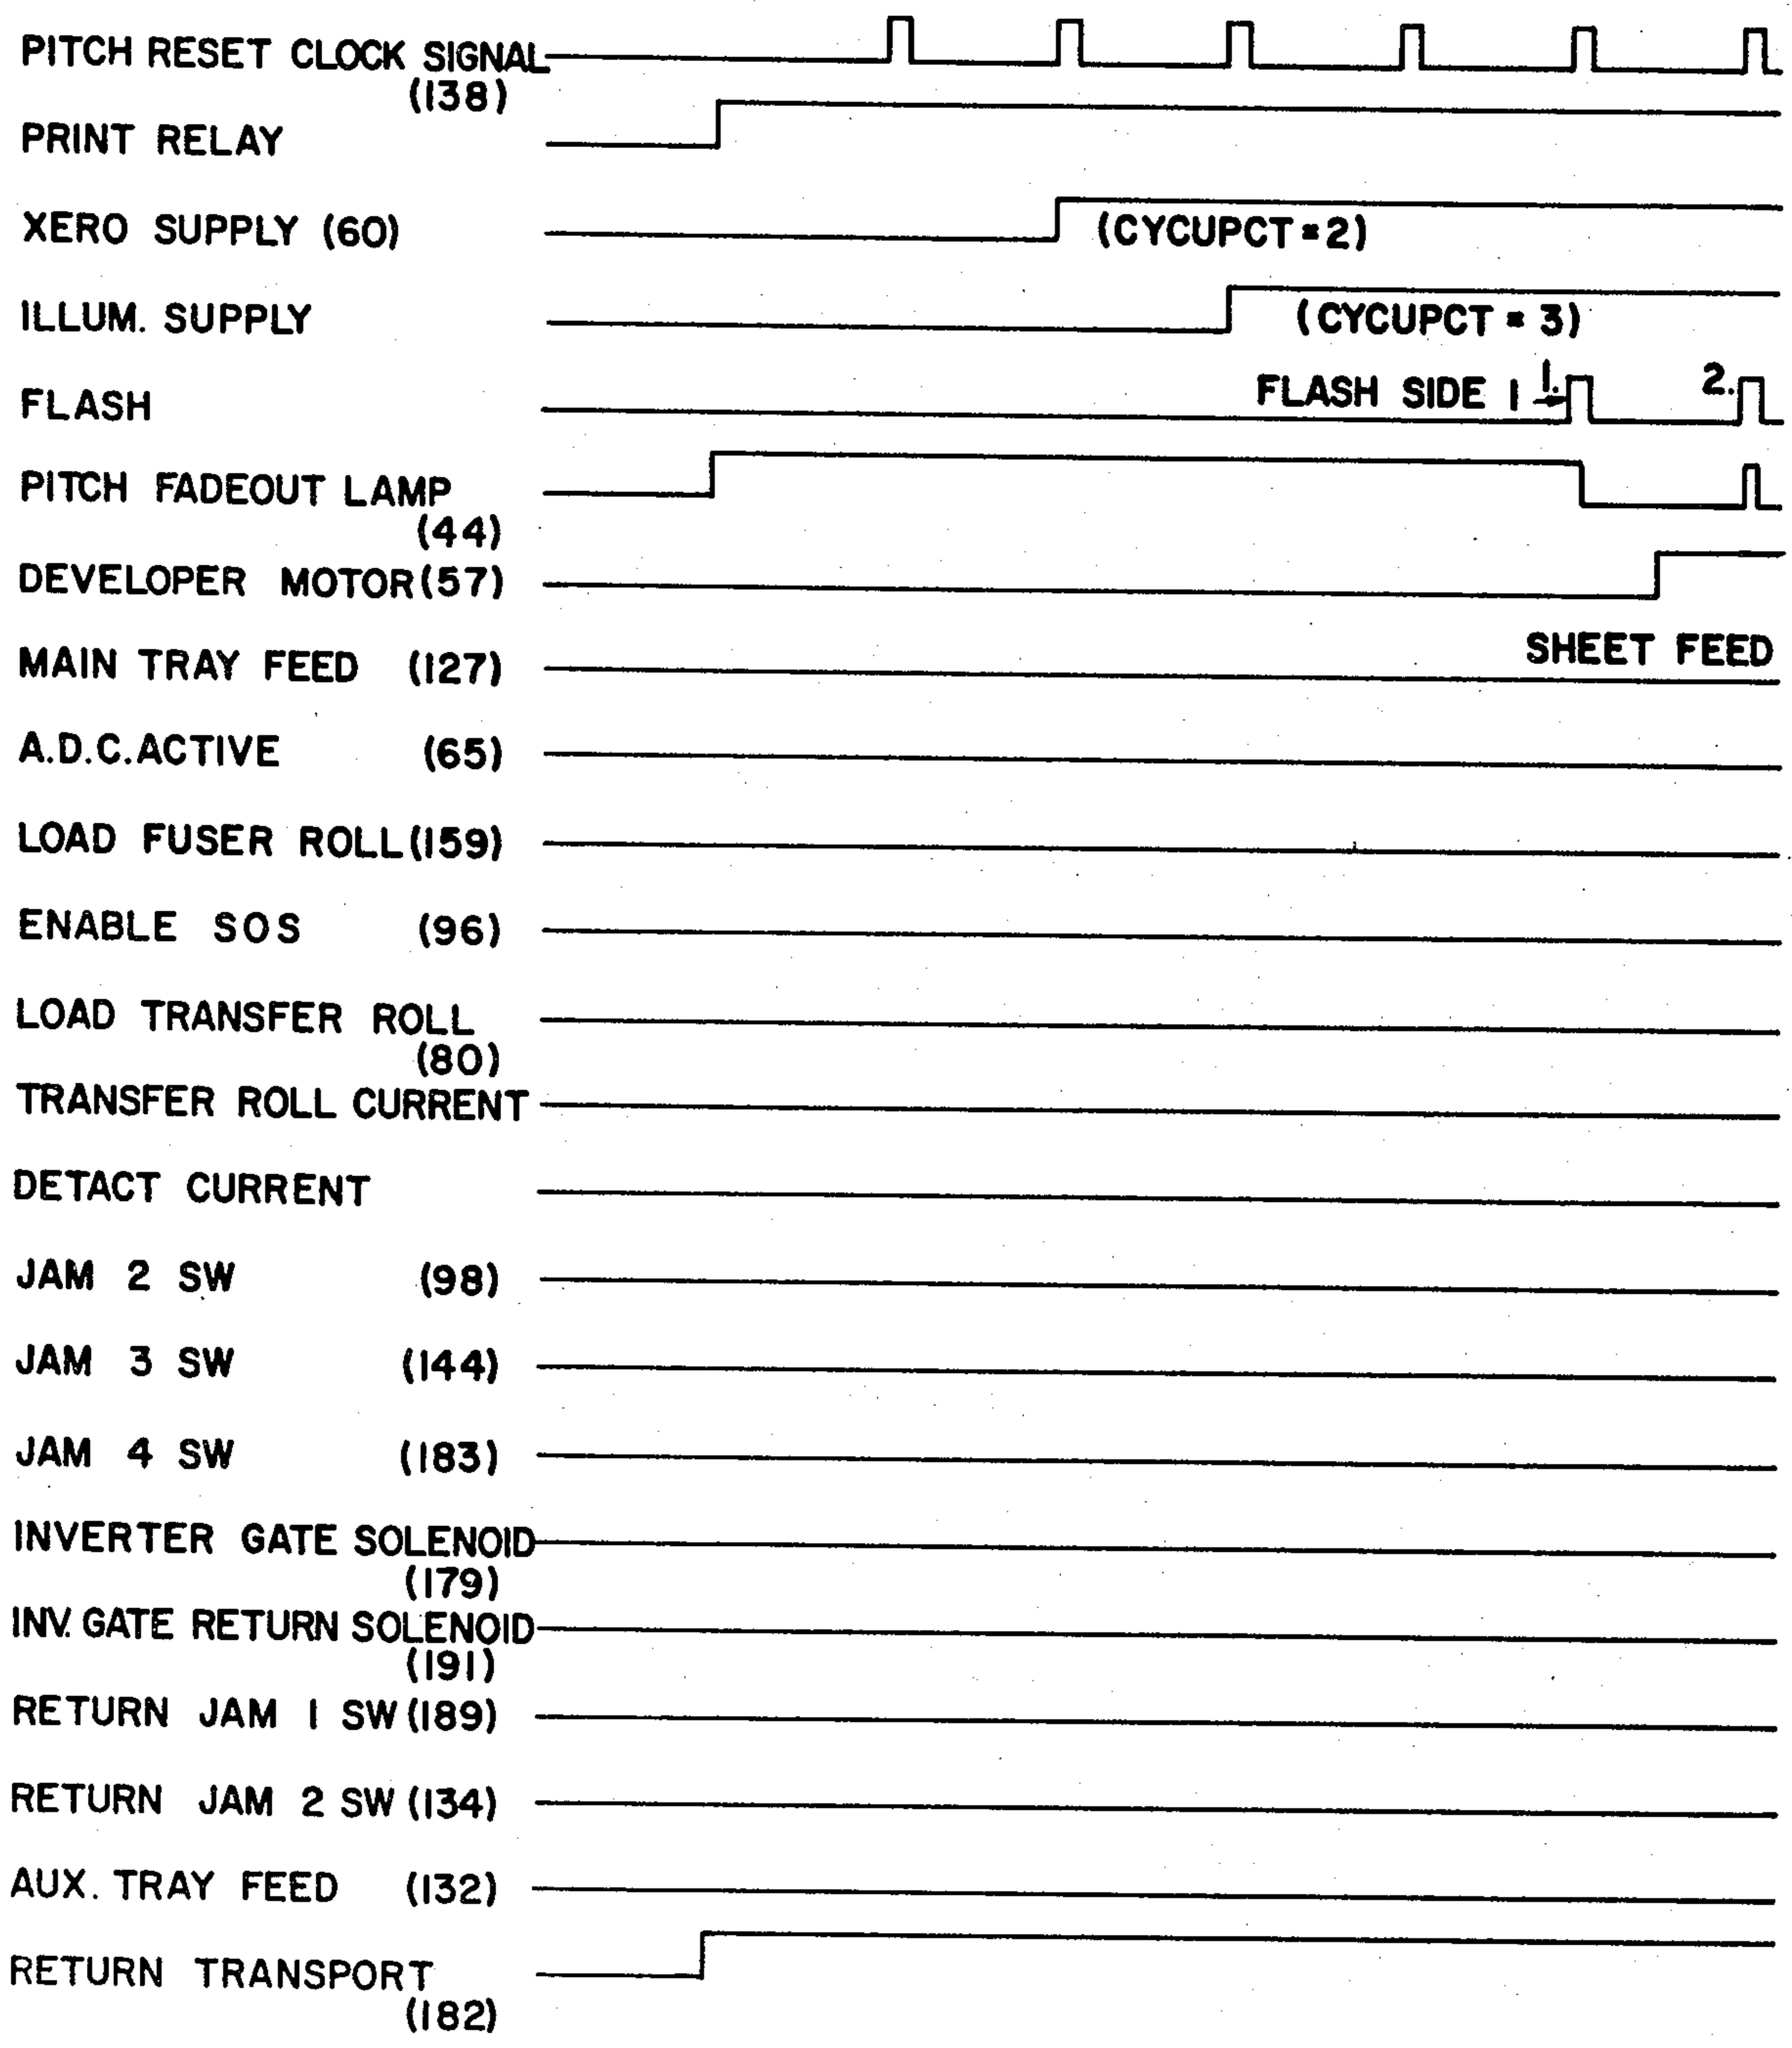 PITCH RESET CLOCK SIGNAL
(138)
PRINT RELAY
XERO SUPPLY (60)
(CYCUPCT = 2)
ILLUM. SUPPLY
(CYCUPCT = 3)
FLASH
FLASH SIDE 1
1.
2.
PITCH FADEOUT LAMP
(44)
DEVELOPER MOTOR (57)
MAIN TRAY FEED (127)
SHEET FEED
A.D.C. ACTIVE (65)
LOAD FUSER ROLL (159)
ENABLE SOS (96)
LOAD TRANSFER ROLL
(80)
TRANSFER ROLL CURRENT
DETACT CURRENT
JAM 2 SW (98)
JAM 3 SW (144)
JAM 4 SW (183)
INVERTER GATE SOLENOID
(179)
INV. GATE RETURN SOLENOID
(191)
RETURN JAM 1 SW (189)
RETURN JAM 2 SW (134)
AUX. TRAY FEED (132)
RETURN TRANSPORT
(182)